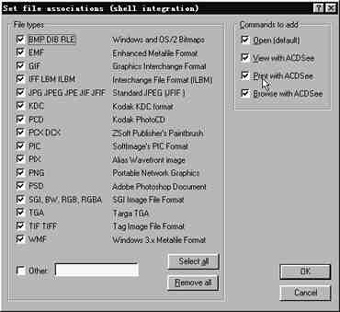 Set file associations (shell integration)
File types
BMP DIB RLE Windows and OS/2 Bitmaps
EMF Enhanced Metafile Format
GIF Graphics Interchange Format
IFF LBM ILBM Interchange File Format (ILBM)
JPG JPEG JPE JIF JFIF Standard JPEG (JFIF )
KDC Kodak KDC format
PCD Kodak PhotoCD
PCX DCX ZSoft Publisher's Paintbrush
PIC SoftImage's PIC Format
PIX Alias Wavefront image
PNG Portable Network Graphics
PSD Adobe Photoshop Document
SGI, BW, RGB, RGBA SGI Image File Format
TGA Targa TGA
TIF TIFF Tag Image File Format
WMF Windows 3.x Metafile Format
Other:
Select all
Remove all
Commands to add
Open (default)
View with ACDSee
Print with ACDSee
Browse with ACDSee
OK
Cancel